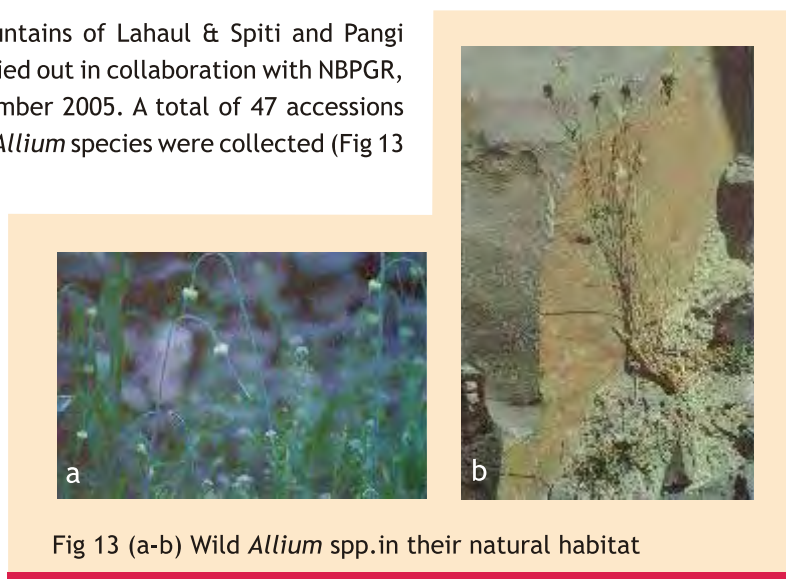 untains of Lahaul & Spiti and Pangi
ied out in collaboration with NBPGR,
mber 2005. A total of 47 accessions
Allium species were collected (Fig 13
a
b
Fig 13 (a-b) Wild Allium spp.in their natural habitat